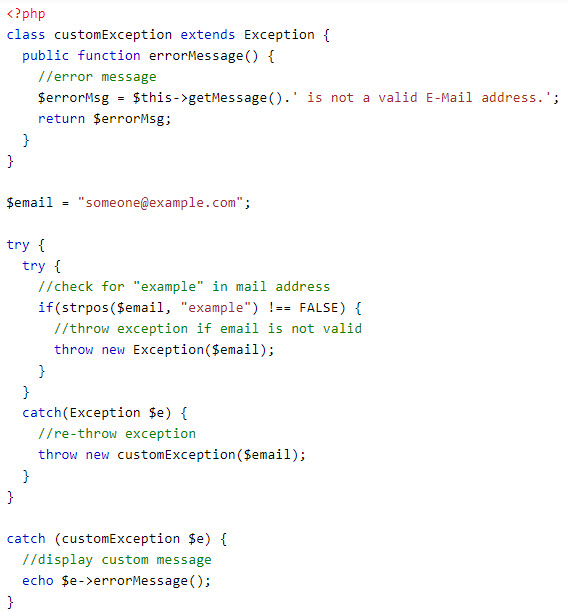 <?php
class customException extends Exception {
  public function errorMessage() {
    //error message
    $errorMsg = $this->getMessage().' is not a valid E-Mail address.';
    return $errorMsg;
  }
}

$email = "someone@example.com";

try {
  try {
    //check for "example" in mail address
    if(strpos($email, "example") !== FALSE) {
      //throw exception if email is not valid
      throw new Exception($email);
    }
  }
  catch(Exception $e) {
    //re-throw exception
    throw new customException($email);
  }
}

catch (customException $e) {
  //display custom message
  echo $e->errorMessage();
}